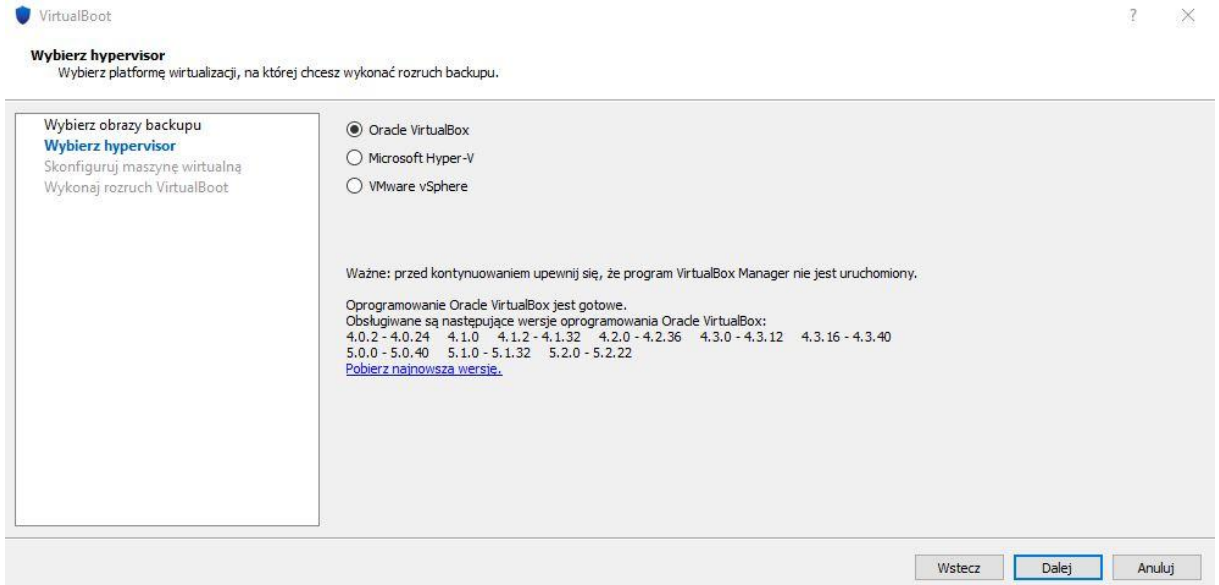 VirtualBoot
?
Wybierz hypervisor
Wybierz platformę wirtualizacji, na której chcesz wykonać rozruch backupu.
Wybierz obrazy backupu
Wybierz hypervisor
Skonfiguruj maszynę wirtualną
Wykonaj rozruch VirtualBoot
Oracle VirtualBox
Microsoft Hyper-V
VMware vSphere
Ważne: przed kontynuowaniem upewnij się, że program VirtualBox Manager nie jest uruchomiony.
Oprogramowanie Oracle VirtualBox jest gotowe.
Obsługiwane są następujące wersje oprogramowania Oracle VirtualBox:
4.0.2 - 4.0.24 4.1.0 4.1.2 - 4.1.32 4.2.0 - 4.2.36 4.3.0 - 4.3.12 4.3.16 - 4.3.40
5.0.0 - 5.0.40 5.1.0 - 5.1.32 5.2.0 - 5.2.22
Pobierz najnowszą wersję.
Wstecz Dalej Anuluj